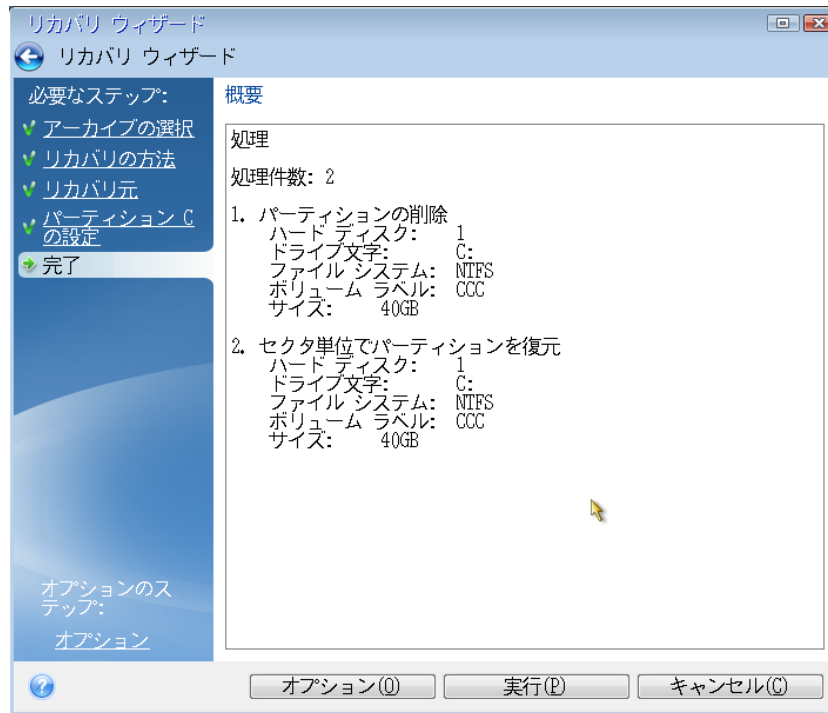 リカバリ ウィザード
リカバリ ウィザード
必要なステップ:
アーカイブの選択
リカバリの方法
リカバリ元
パーティション C
の設定
完了
概要
処理
処理件数: 2
1. パーティションの削除
ハード ディスク: 1
ドライブ文字: C:
ファイル システム: NTFS
ボリューム ラベル: CCC
サイズ: 40GB
2. セクタ単位でパーティションを復元
ハード ディスク: 1
ドライブ文字: C:
ファイル システム: NTFS
ボリューム ラベル: CCC
サイズ: 40GB
オプションのス
テップ:
オプション
オプション(O) 実行(P) キャンセル(C)